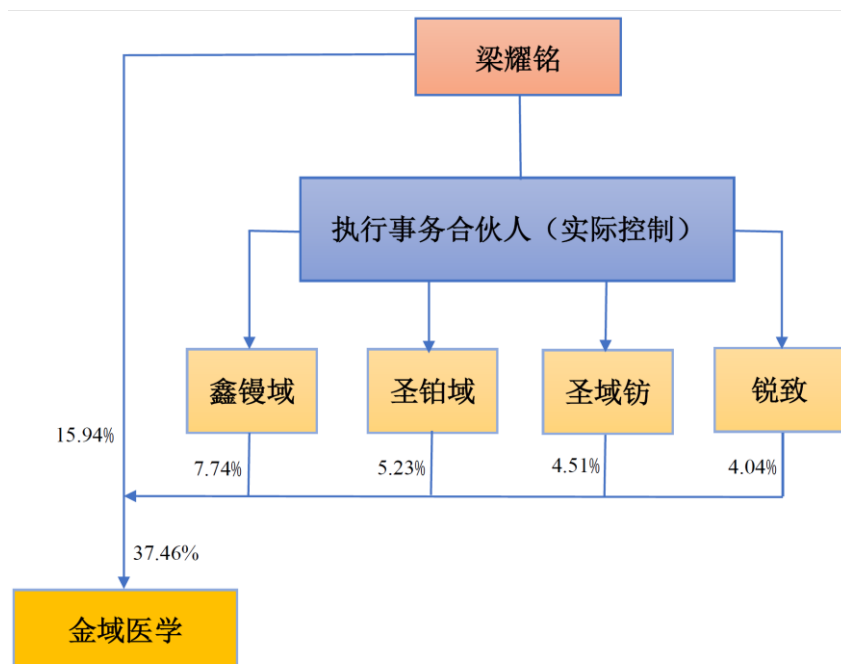 梁耀铭
执行事务合伙人（实际控制）
鑫镘域
圣铂域
圣域钫
锐致
15.94%
7.74%
5.23%
4.51%
4.04%
37.46%
金域医学